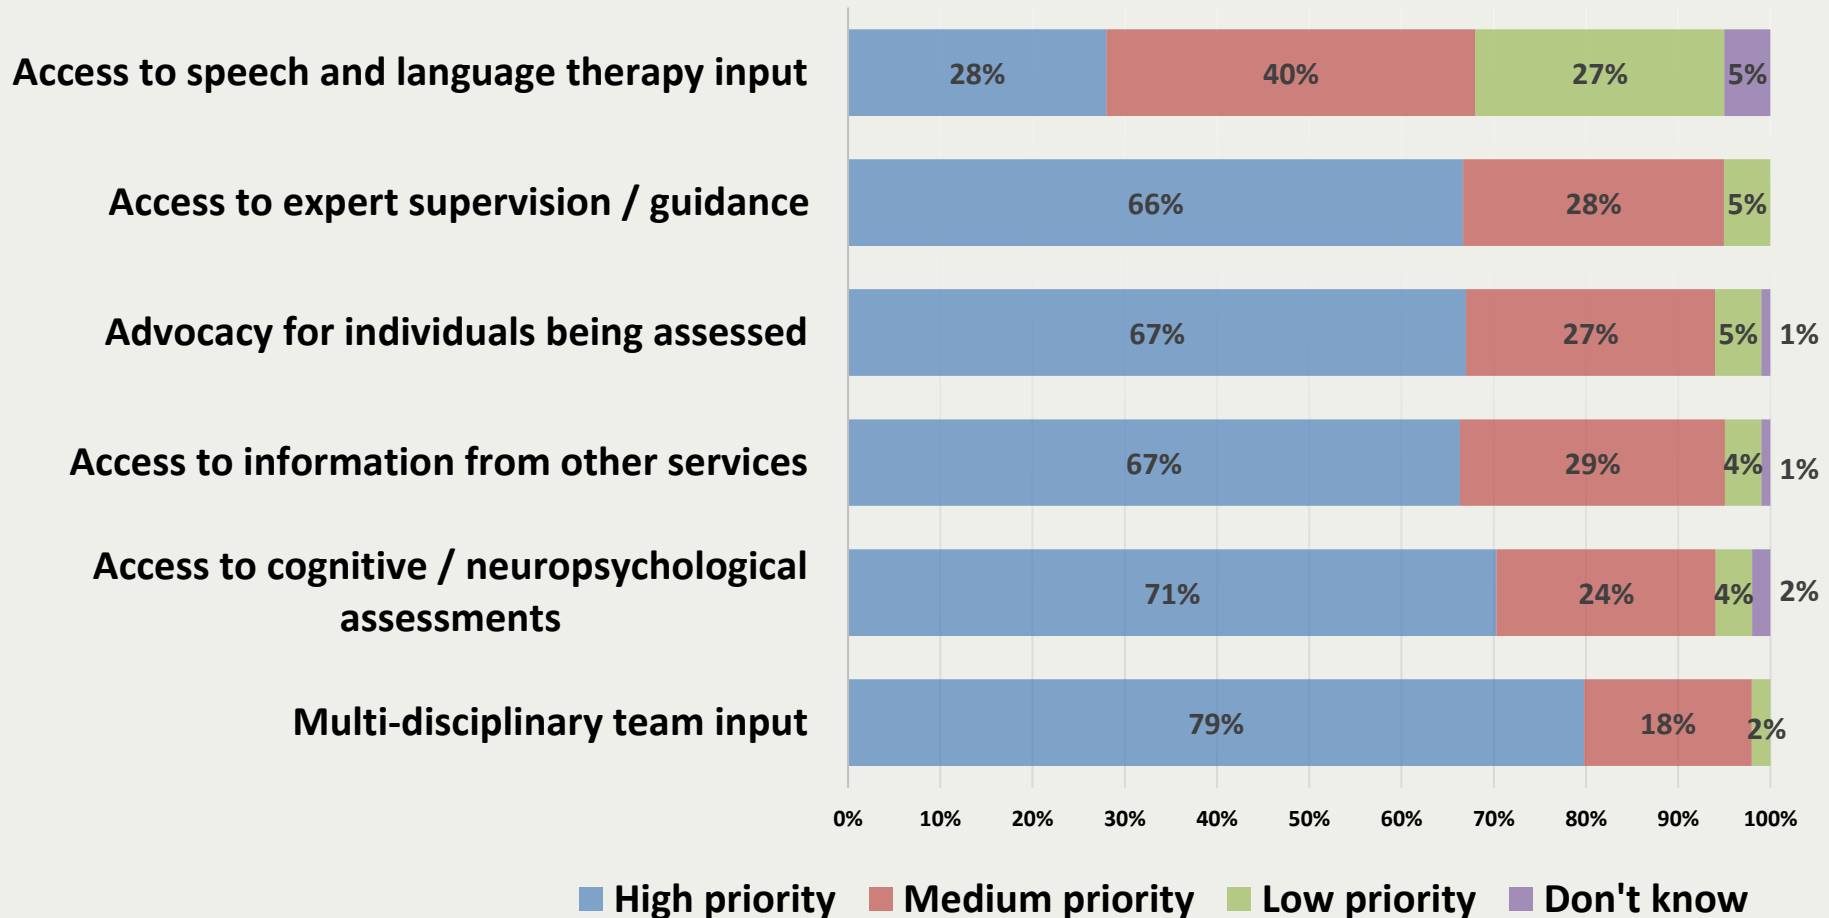 Access to speech and language therapy input
28% 40% 27% 5%
Access to expert supervision / guidance
66% 28% 5%
Advocacy for individuals being assessed
67% 27% 5% 1%
Access to information from other services
67% 29% 4% 1%
Access to cognitive / neuropsychological
assessments
71% 24% 4% 2%
Multi-disciplinary team input
79% 18% 2%
0% 10% 20% 30% 40% 50% 60% 70% 80% 90% 100%
High priority Medium priority Low priority Don't know